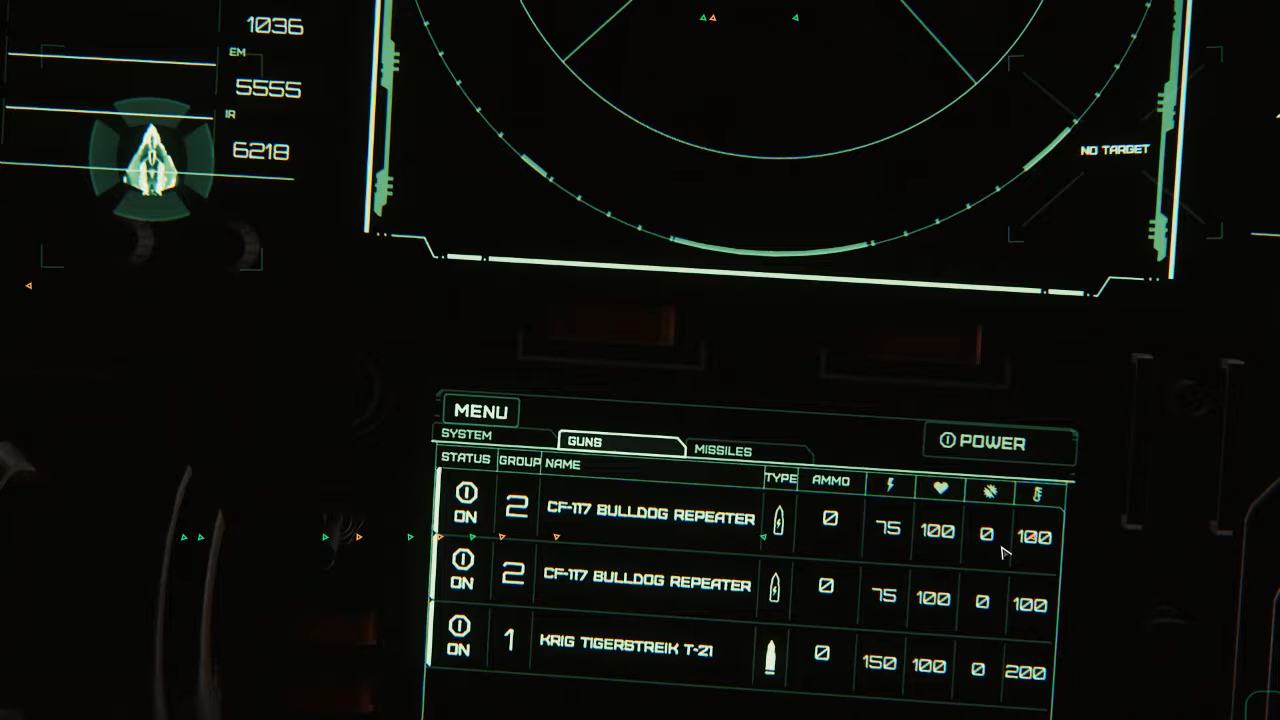 1036
EM
5555
IR
6218
NO TARGET
MENU
POWER
SYSTEM GUNS MISSILES
STATUS GROUP NAME TYPE AMMO
ON 2 CF-117 BULLDOG REPEATER 0 75 100 0 100
ON 2 CF-117 BULLDOG REPEATER 0 75 100 0 100
ON 1 KRIG TIGERSTREIK T-21 0 150 100 0 200